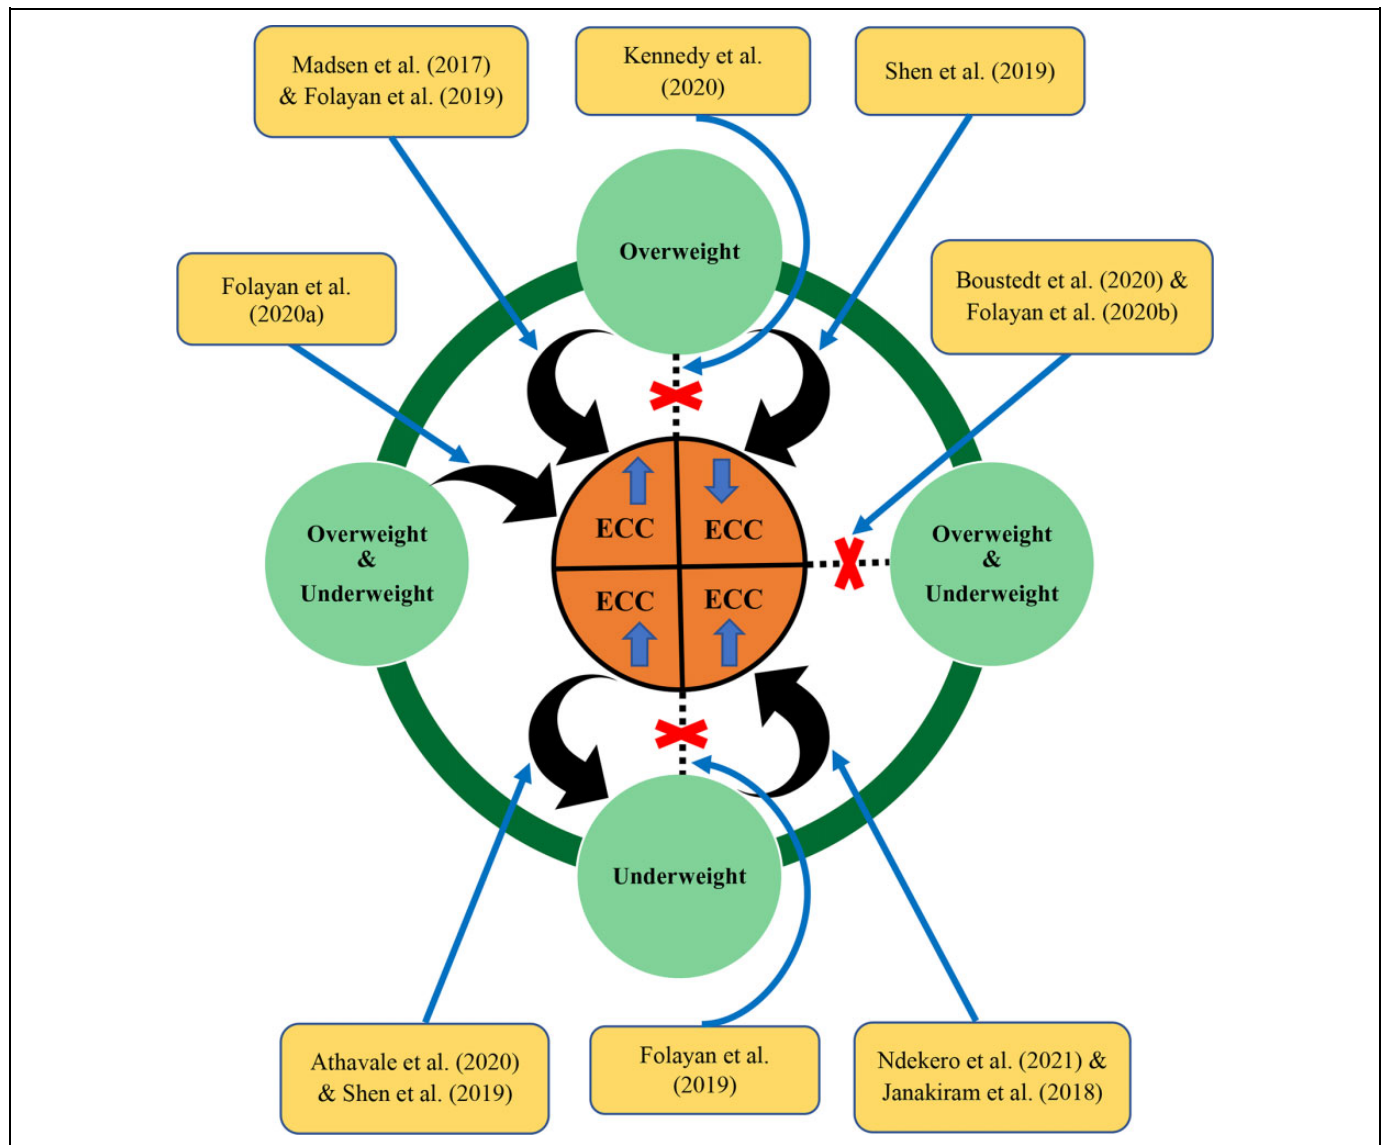 Madsen et al. (2017)
& Folayan et al. (2019)
Kennedy et al.
(2020)
Shen et al. (2019)
Overweight
Folayan et al.
(2020a)
Boustedt et al. (2020) &
Folayan et al. (2020b)
Overweight
&
Underweight
ECC
ECC
ECC
ECC
Overweight
&
Underweight
Underweight
Athavale et al. (2020)
& Shen et al. (2019)
Folayan et al.
(2019)
Ndekero et al. (2021) &
Janakiram et al. (2018)